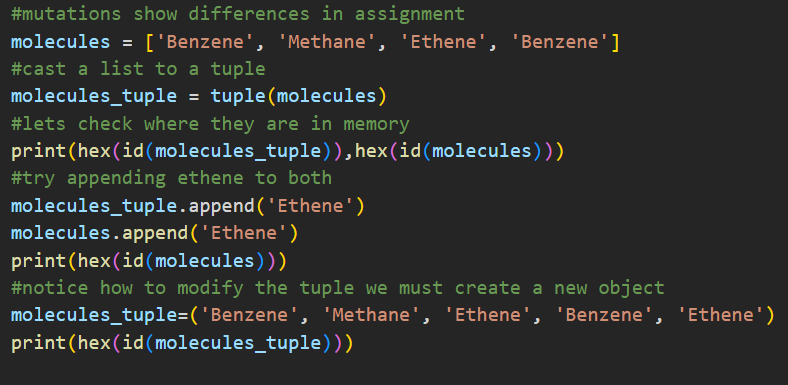 #mutations show differences in assignment
molecules = ['Benzene', 'Methane', 'Ethene', 'Benzene']
#cast a list to a tuple
molecules_tuple = tuple(molecules)
#lets check where they are in memory
print(hex(id(molecules_tuple)),hex(id(molecules)))
#try appending ethene to both
molecules_tuple.append('Ethene')
molecules.append('Ethene')
print(hex(id(molecules)))
#notice how to modify the tuple we must create a new object
molecules_tuple=('Benzene', 'Methane', 'Ethene', 'Benzene', 'Ethene')
print(hex(id(molecules_tuple)))